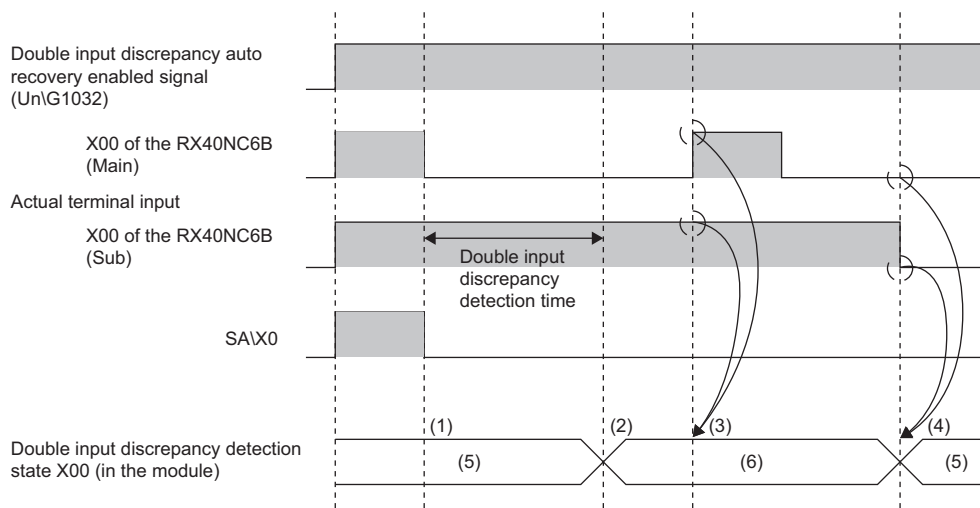 Double input discrepancy auto
recovery enabled signal
(Un\G1032)
X00 of the RX40NC6B
(Main)
Actual terminal input
X00 of the RX40NC6B
(Sub)
Double input
discrepancy
detection time
SA\X0
(1)
(2)
(3)
(4)
Double input discrepancy detection
state X00 (in the module)
(5)
(6)
(5)